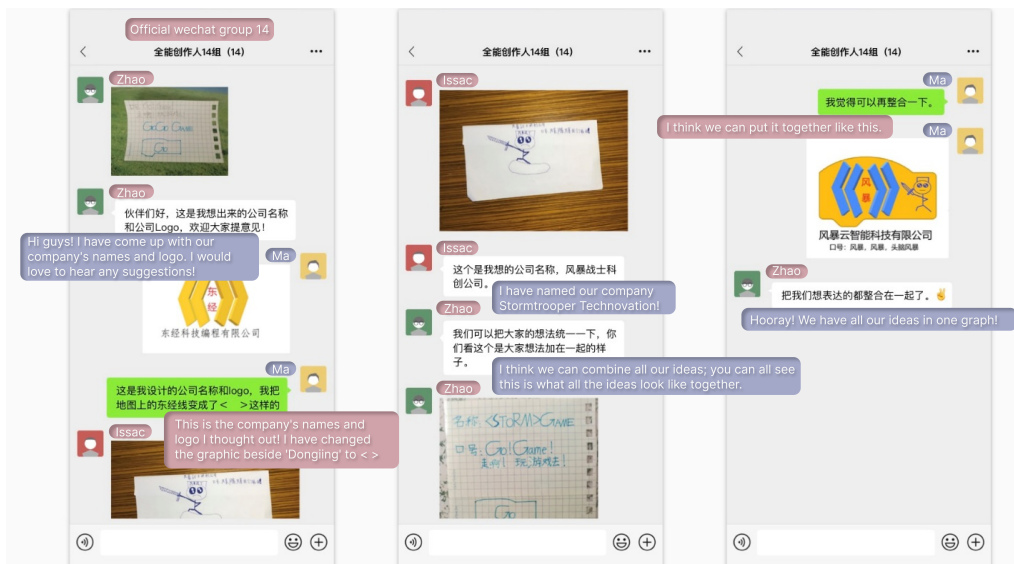 Official wechat group 14
全能创作人14组（14）
Zhao
GoGo Game
Zhao
伙伴们好，这是我想出来的公司名称
和公司Logo，欢迎大家提意见！
Hi guys! I have come up with our
company's names and logo. I would
love to hear any suggestions!
Ma
东
经
东经科技编程有限公司
Ma
这是我设计的公司名称和logo，我把
地图上的东经线变成了< >这样的
This is the company's names and
logo I thought out! I have changed
the graphic beside 'Dongjing' to < >
Issac
全能创作人14组（14）
Issac
Issac
这个是我想的公司名称，风暴战士科
创公司。
I have named our company
Stormtrooper Technovation!
Zhao
我们可以把大家的想法统一一下，你
们看这个是大家想法加在一起的样
子。
I think we can combine all our ideas; you can all see
this is what all the ideas look like together.
Zhao
名称:<STORM>GAME
口号:Go!Game!
走啊!玩游戏去!
Go
全能创作人14组（14）
Ma
我觉得可以再整合一下。
I think we can put it together like this.
Ma
风
暴
风暴云智能科技有限公司
口号：风暴，风暴，头脑风暴
Zhao
把我们想表达的都整合在一起了。
Hooray! We have all our ideas in one graph!